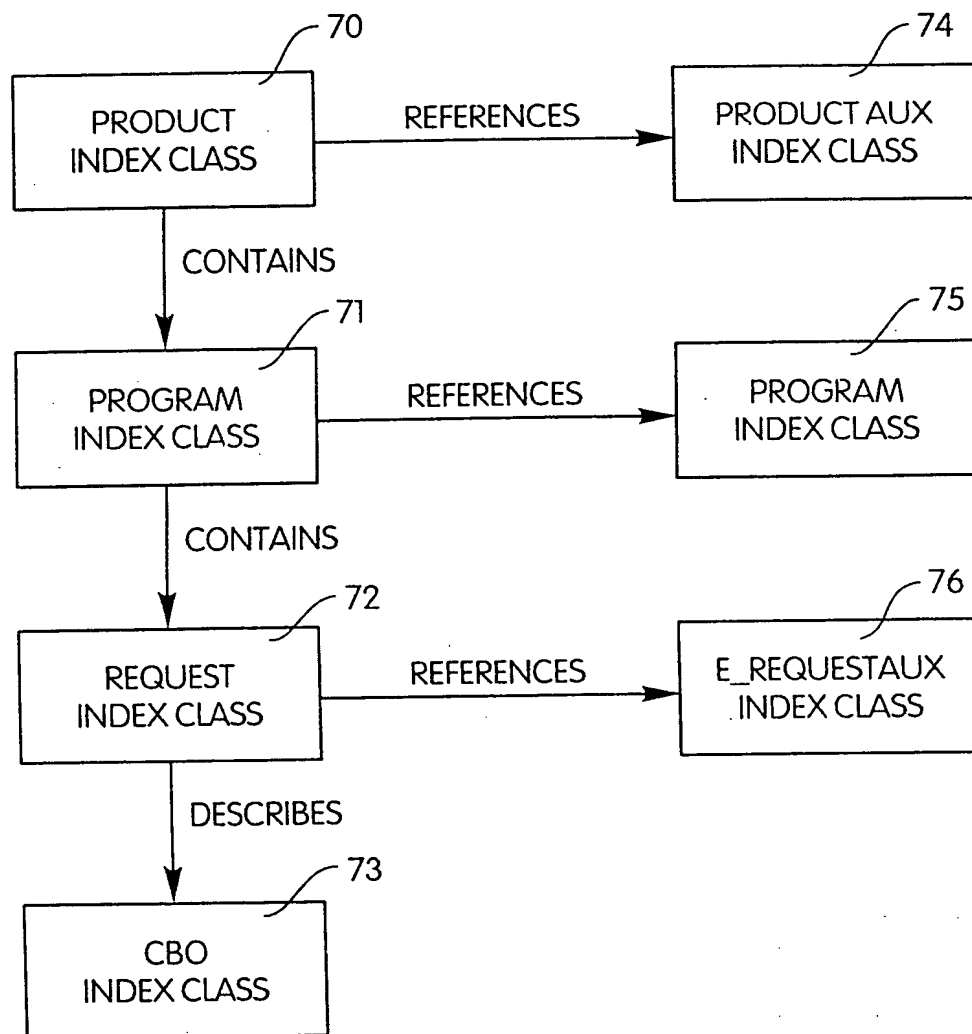 70
74
PRODUCT
INDEX CLASS
REFERENCES
PRODUCT AUX
INDEX CLASS
CONTAINS
71
75
PROGRAM
INDEX CLASS
REFERENCES
PROGRAM
INDEX CLASS
CONTAINS
72
76
REQUEST
INDEX CLASS
REFERENCES
E_REQUESTAUX
INDEX CLASS
DESCRIBES
73
CBO
INDEX CLASS